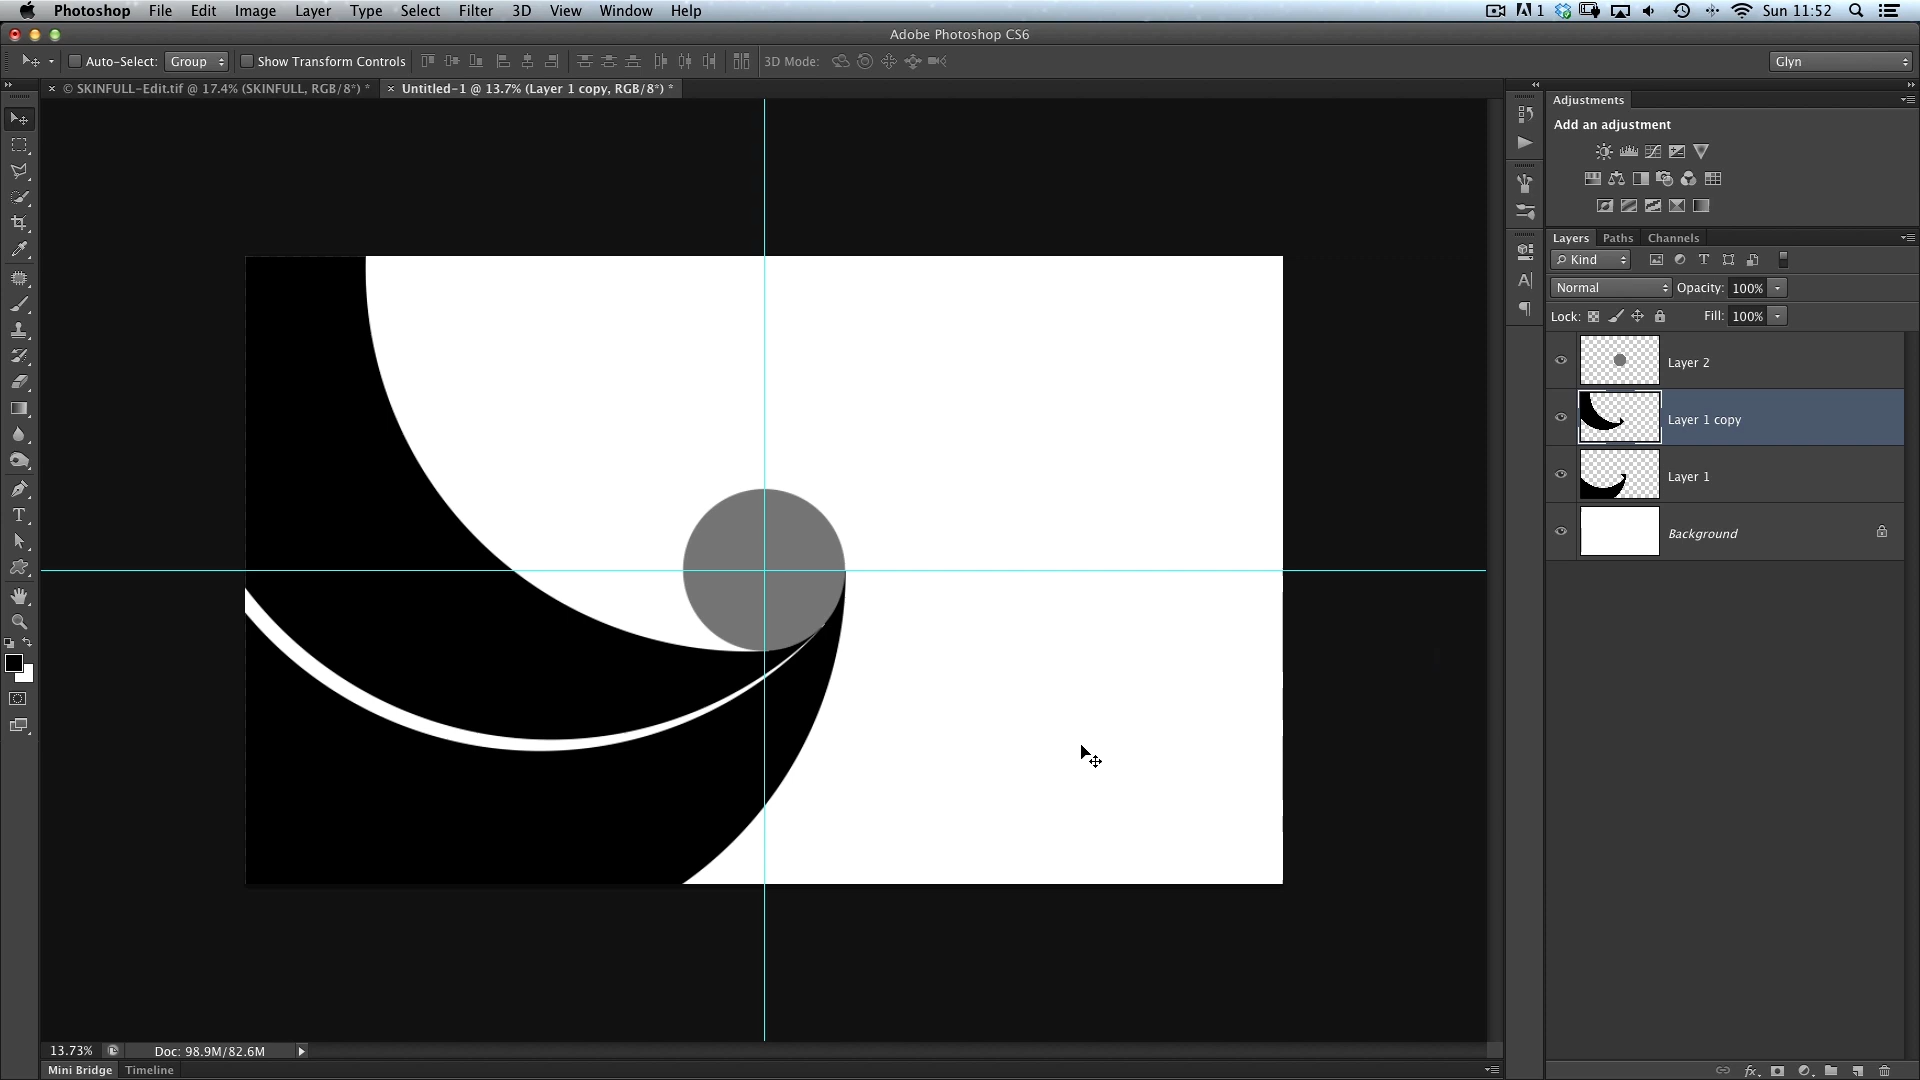 Photoshop File Edit Image Layer Type Select Filter 3D View Window Help 1 Sun 11:52
Adobe Photoshop CS6
Auto-Select: Group Show Transform Controls 3D Mode: Glyn
× © SKINFULL-Edit.tif @ 17.4% (SKINFULL, RGB/8*) * × Untitled-1 @ 13.7% (Layer 1 copy, RGB/8*) *
Adjustments
Add an adjustment
Layers Paths Channels
Kind
Normal Opacity: 100%
Lock: Fill: 100%
Layer 2
Layer 1 copy
Layer 1
Background
13.73% Doc: 98.9M/82.6M
Mini Bridge Timeline